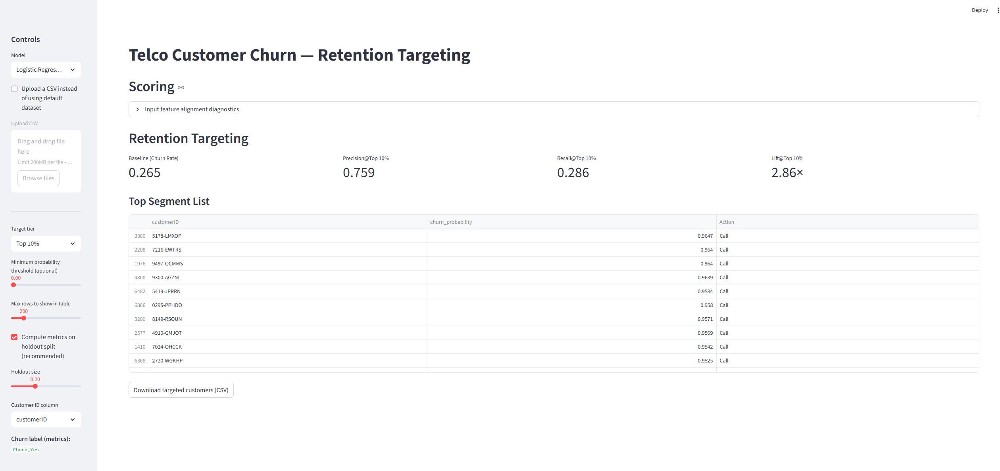 Deploy
Controls
Model
Logistic Regres...
Upload a CSV instead
of using default
dataset
Upload CSV
Drag and drop file
here
Limit 200MB per file • ...
Browse files
Target tier
Top 10%
Minimum probability
threshold (optional)
0.00
Max rows to show in table
200
Compute metrics on
holdout split
(recommended)
Holdout size
0.20
Customer ID column
customerID
Churn label (metrics):
Churn_Yes
Telco Customer Churn — Retention Targeting
Scoring
Input feature alignment diagnostics
Retention Targeting
Baseline (Churn Rate) Precision@Top 10% Recall@Top 10% Lift@Top 10%
0.265 0.759 0.286 2.86×
Top Segment List
customerID churn_probability Action
3380 5178-LMXOP 0.9647 Call
2208 7216-EWTRS 0.964 Call
1976 9497-QCMMS 0.964 Call
4800 9300-AGZNL 0.9639 Call
6482 5419-JPRRN 0.9584 Call
6866 0295-PPHDO 0.958 Call
3209 8149-RSOUN 0.9571 Call
2577 4910-GMJOT 0.9569 Call
1410 7024-OHCCK 0.9542 Call
6368 2720-WGKHP 0.9525 Call
Download targeted customers (CSV)